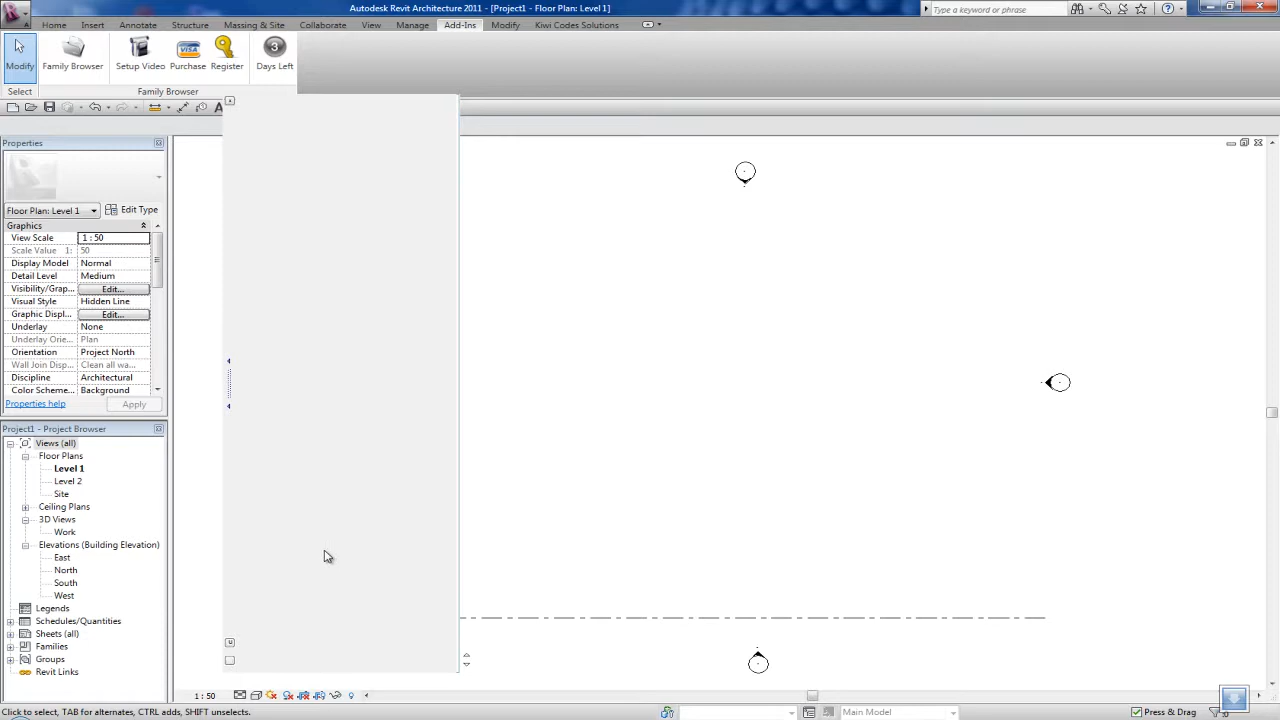 Autodesk Revit Architecture 2011 - [Project1 - Floor Plan: Level 1]
Type a keyword or phrase
Home Insert Annotate Structure Massing & Site Collaborate View Manage Add-Ins Modify Kiwi Codes Solutions
3
VISA
Modify Family Browser Setup Video Purchase Register Days Left
Select Family Browser
A
Properties
Floor Plan: Level 1 Edit Type
Graphics
View Scale 1 : 50
Scale Value 1: 50
Display Model Normal
Detail Level Medium
Visibility/Grap... Edit...
Visual Style Hidden Line
Graphic Displ... Edit...
Underlay None
Underlay Orie... Plan
Orientation Project North
Wall Join Disp... Clean all wa...
Discipline Architectural
Color Scheme... Background
Properties help Apply
Project1 - Project Browser
Views (all)
Floor Plans
Level 1
Level 2
Site
Ceiling Plans
3D Views
Work
Elevations (Building Elevation)
East
North
South
West
Legends
Schedules/Quantities
Sheets (all)
Families
Groups
Revit Links
1 : 50
Click to select, TAB for alternates, CTRL adds, SHIFT unselects.
Main Model
Press & Drag